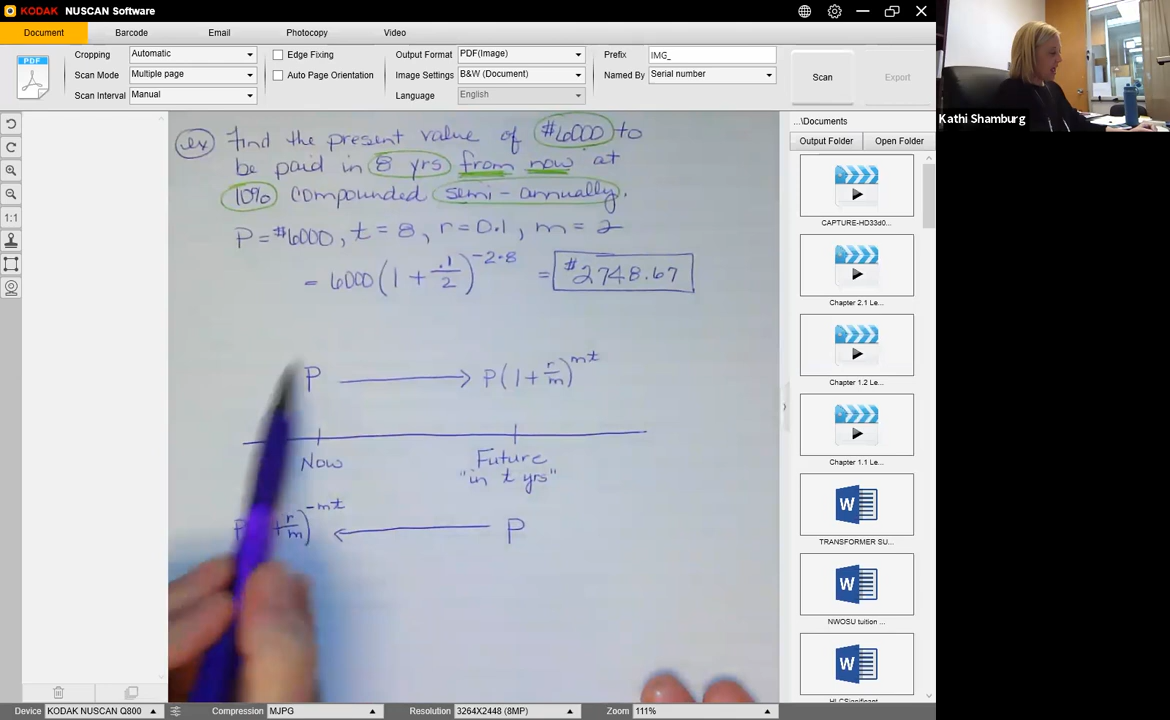 KODAK NUSCAN Software
Document Barcode Email Photocopy Video
PDF
Cropping Automatic
Scan Mode Multiple page
Scan Interval Manual
Edge Fixing
Auto Page Orientation
Output Format PDF(Image)
Image Settings B&W (Document)
Language English
Prefix IMG_
Named By Serial number
Scan
Export
1:1
ex Find the present value of $6000 to
be paid in 8 yrs from now at
10% compounded semi-annually.
P = $6000, t = 8, r = 0.1, m = 2
= 6000(1 + .1/2)^-2·8 = $2748.67
P → P(1 + r/m)^mt
Now
Future
"in t yrs"
+ r/m)^-mt ← P
Kathi Shamburg
...\Documents
Output Folder Open Folder
CAPTURE-HD33d0...
Chapter 2.1 Le...
Chapter 1.2 Le...
Chapter 1.1 Le...
TRANSFORMER SU...
NWOSU tuition ...
HLCSignificant...
Device KODAK NUSCAN Q800
Compression MJPG
Resolution 3264X2448 (8MP)
Zoom 111%